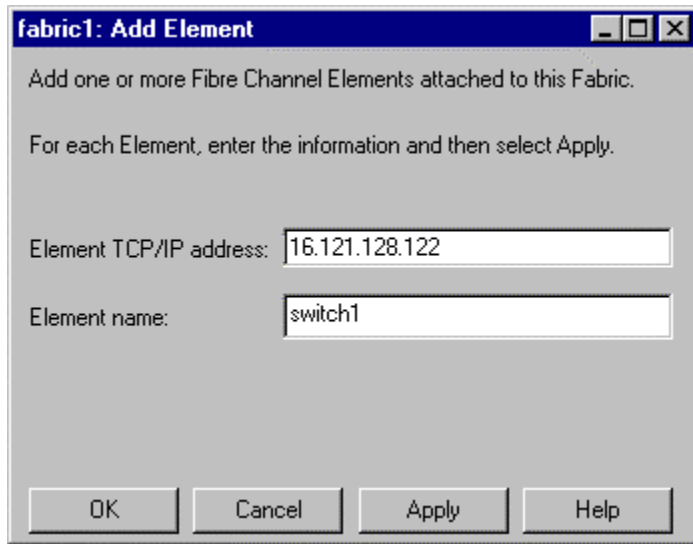 fabric1: Add Element
Add one or more Fibre Channel Elements attached to this Fabric.
For each Element, enter the information and then select Apply.
Element TCP/IP address: 16.121.128.122
Element name: switch1
OK Cancel Apply Help